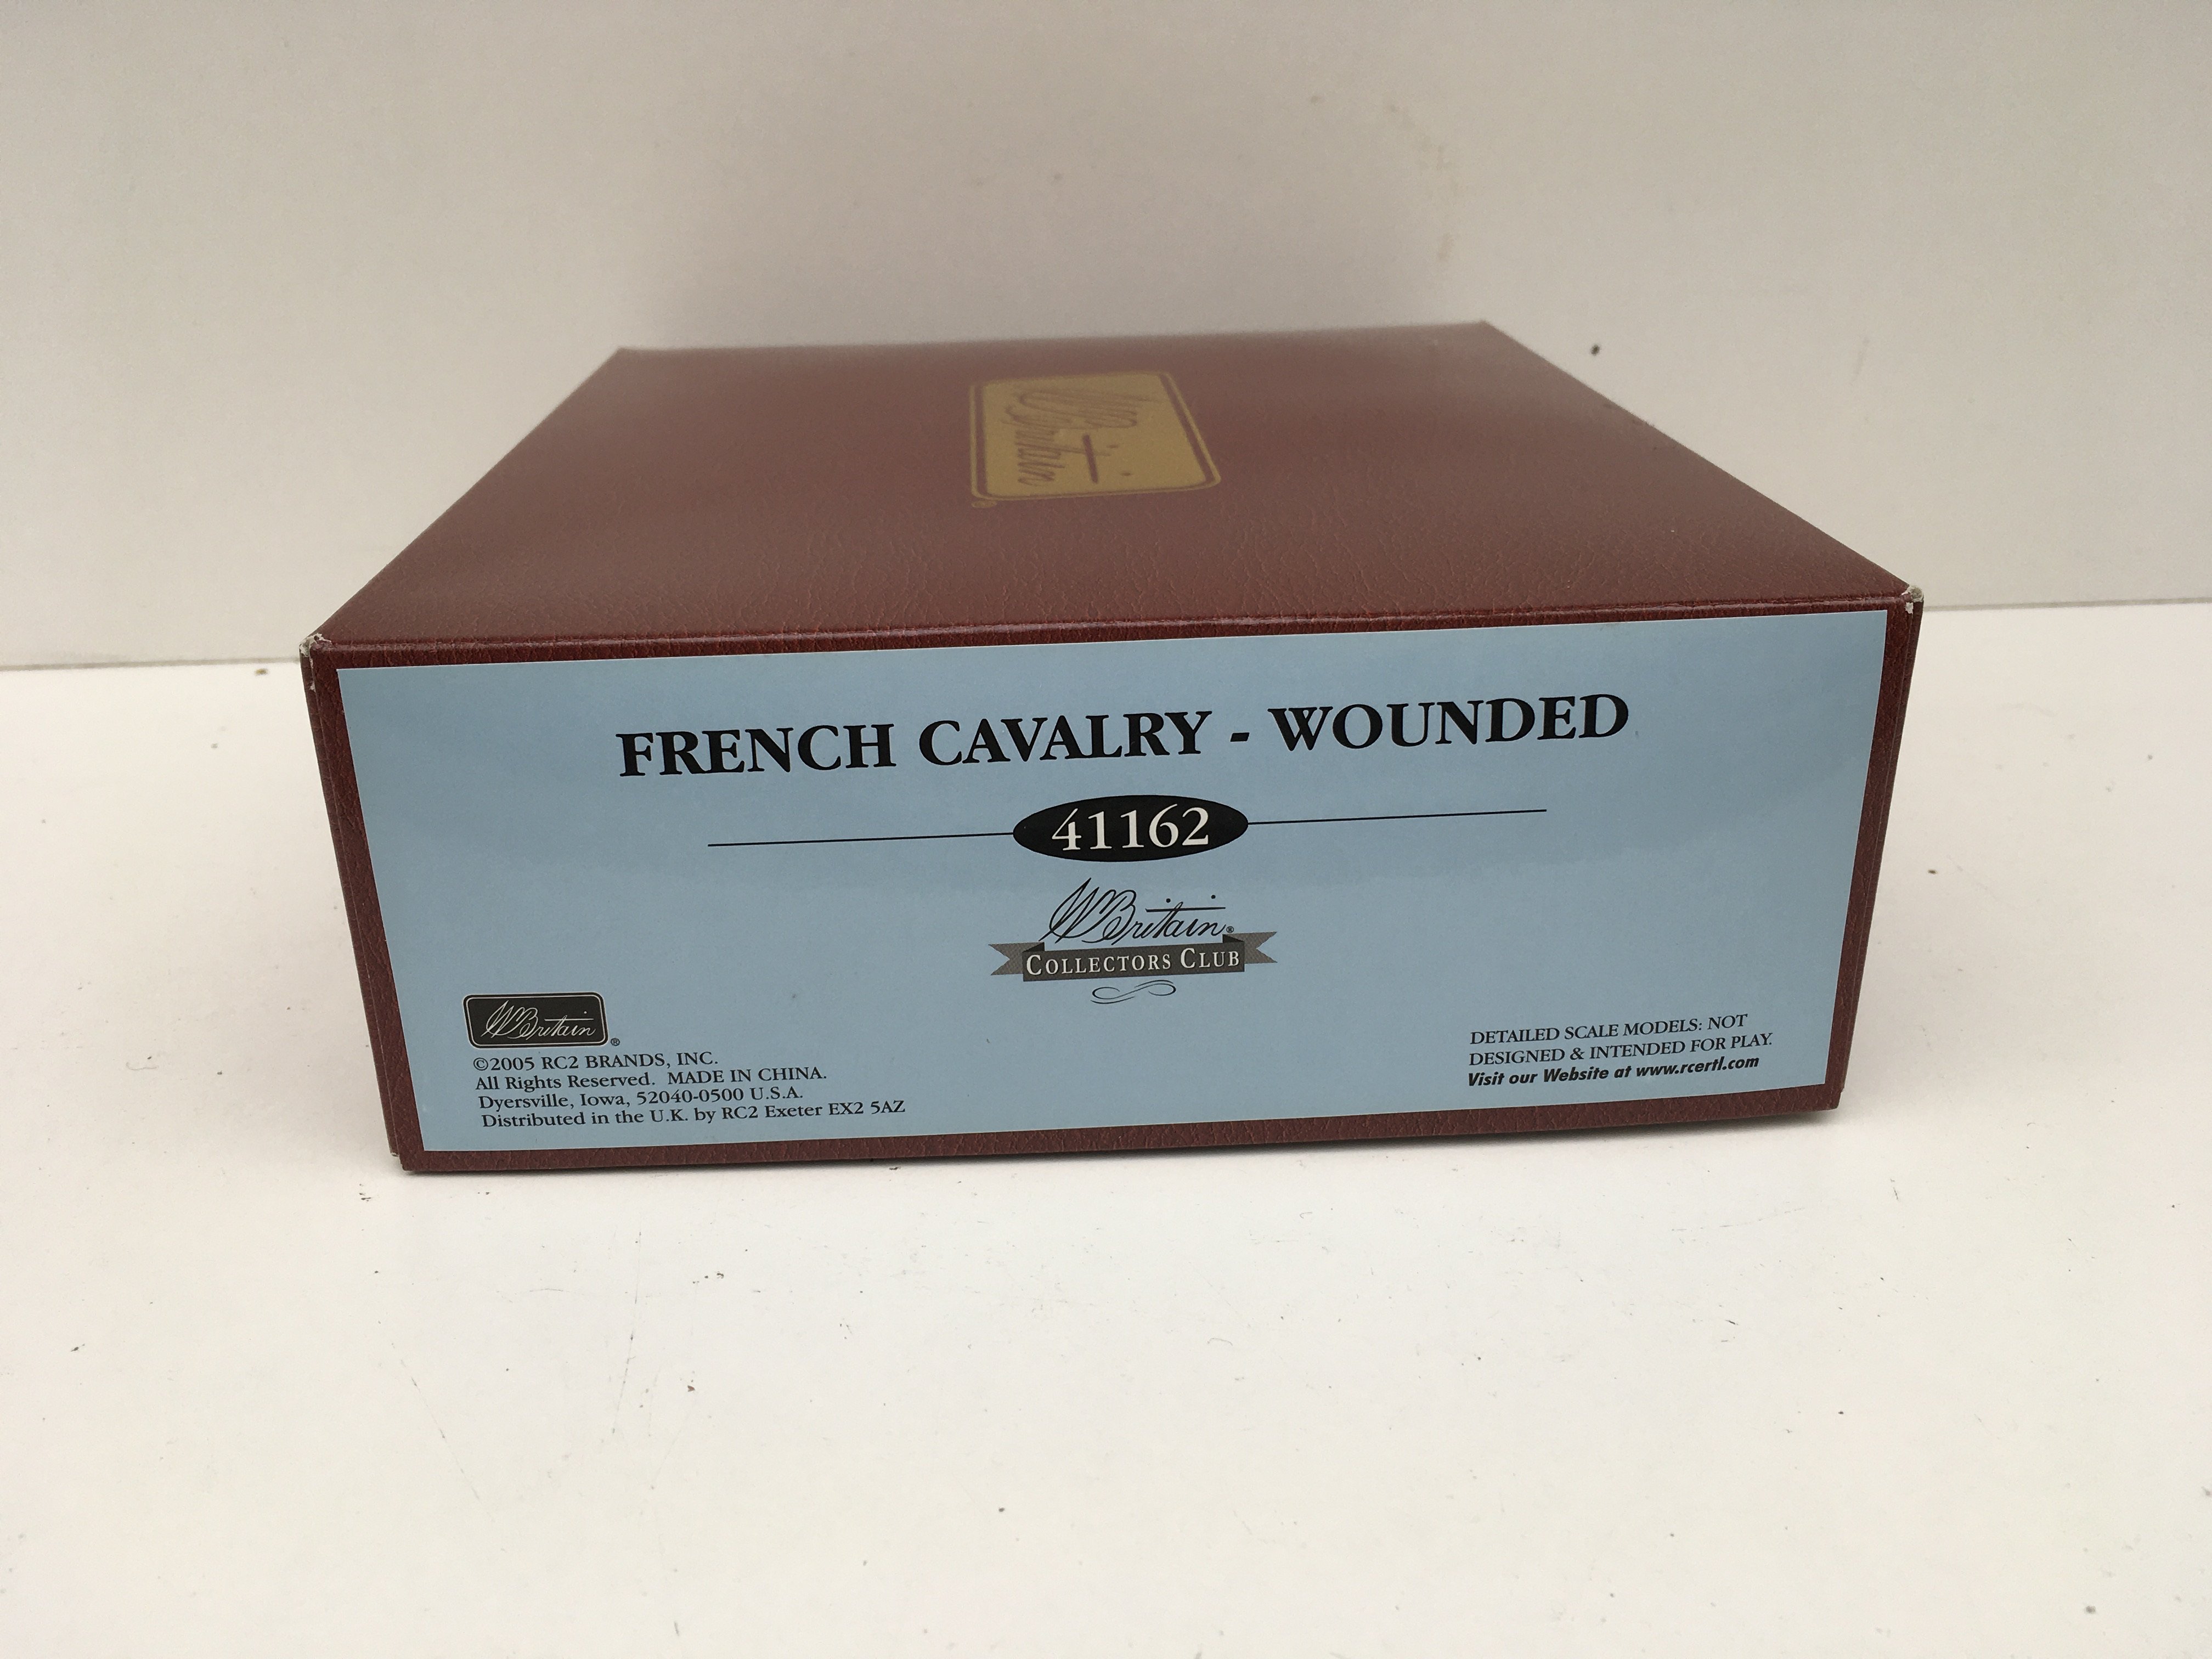 W Britain
FRENCH CAVALRY - WOUNDED
41162
W Britain®
COLLECTORS CLUB
W Britain®
©2005 RC2 BRANDS, INC.
All Rights Reserved. MADE IN CHINA.
Dyersville, Iowa, 52040-0500 U.S.A.
Distributed in the U.K. by RC2 Exeter EX2 5AZ
DETAILED SCALE MODELS: NOT
DESIGNED & INTENDED FOR PLAY.
Visit our Website at www.rcertl.com